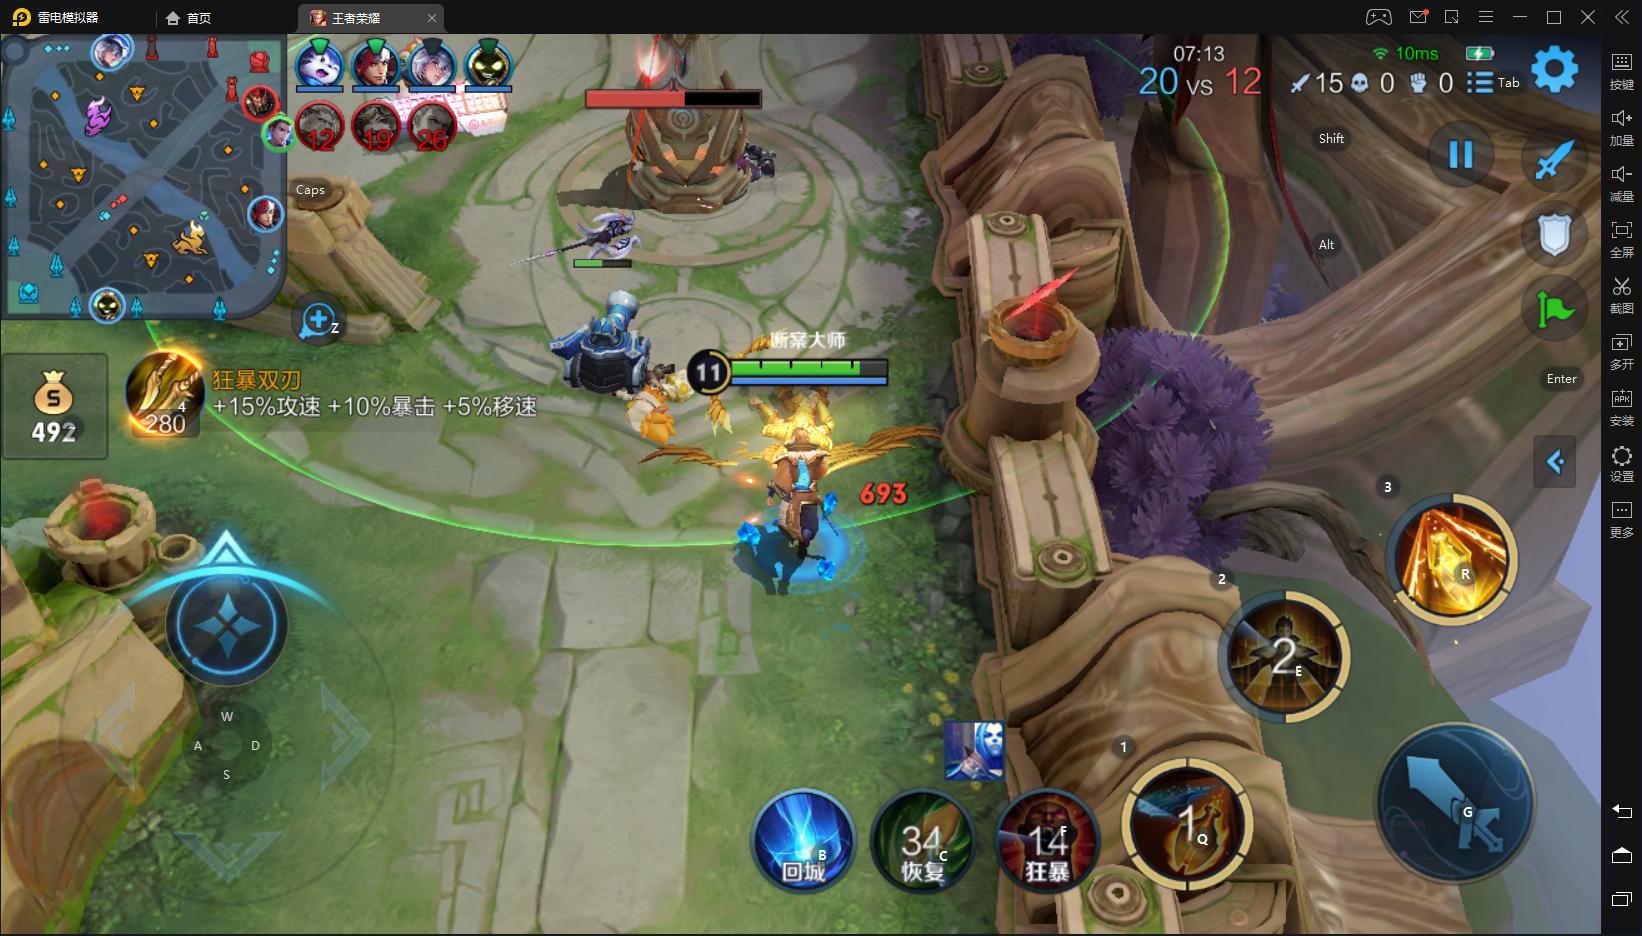 雷电模拟器
首页
王者荣耀
07:13
20 vs 12
10ms
15 0 0 Tab
按键
加量
减量
全屏
截图
多开
安装
设置
更多
APK
12 19 26
Caps
Shift
Alt
Enter
Z
S
492
4
280
狂暴双刃
+15%攻速 +10%暴击 +5%移速
断案大师
11
693
W
A D
S
3
R
2
2
E
1
1
Q
G
B
回城
34
C
恢复
14
F
狂暴